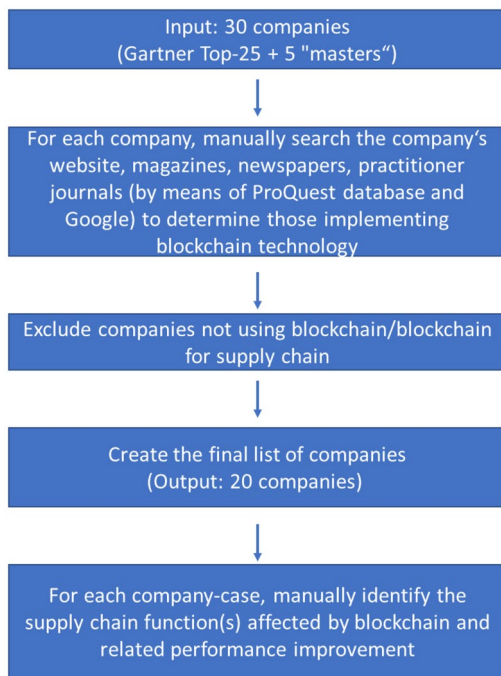 Input: 30 companies
(Gartner Top-25 + 5 "masters“)
For each company, manually search the company‘s
website, magazines, newspapers, practitioner
journals (by means of ProQuest database and
Google) to determine those implementing
blockchain technology
Exclude companies not using blockchain/blockchain
for supply chain
Create the final list of companies
(Output: 20 companies)
For each company-case, manually identify the
supply chain function(s) affected by blockchain and
related performance improvement